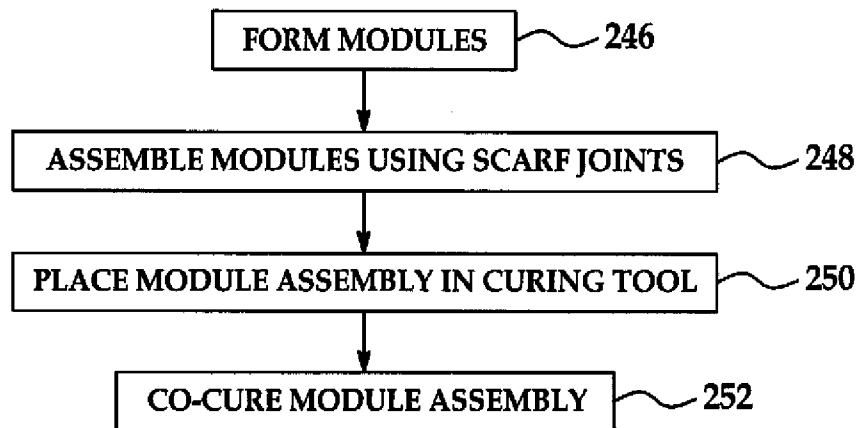 FORM MODULES 246
ASSEMBLE MODULES USING SCARF JOINTS 248
PLACE MODULE ASSEMBLY IN CURING TOOL 250
CO-CURE MODULE ASSEMBLY 252